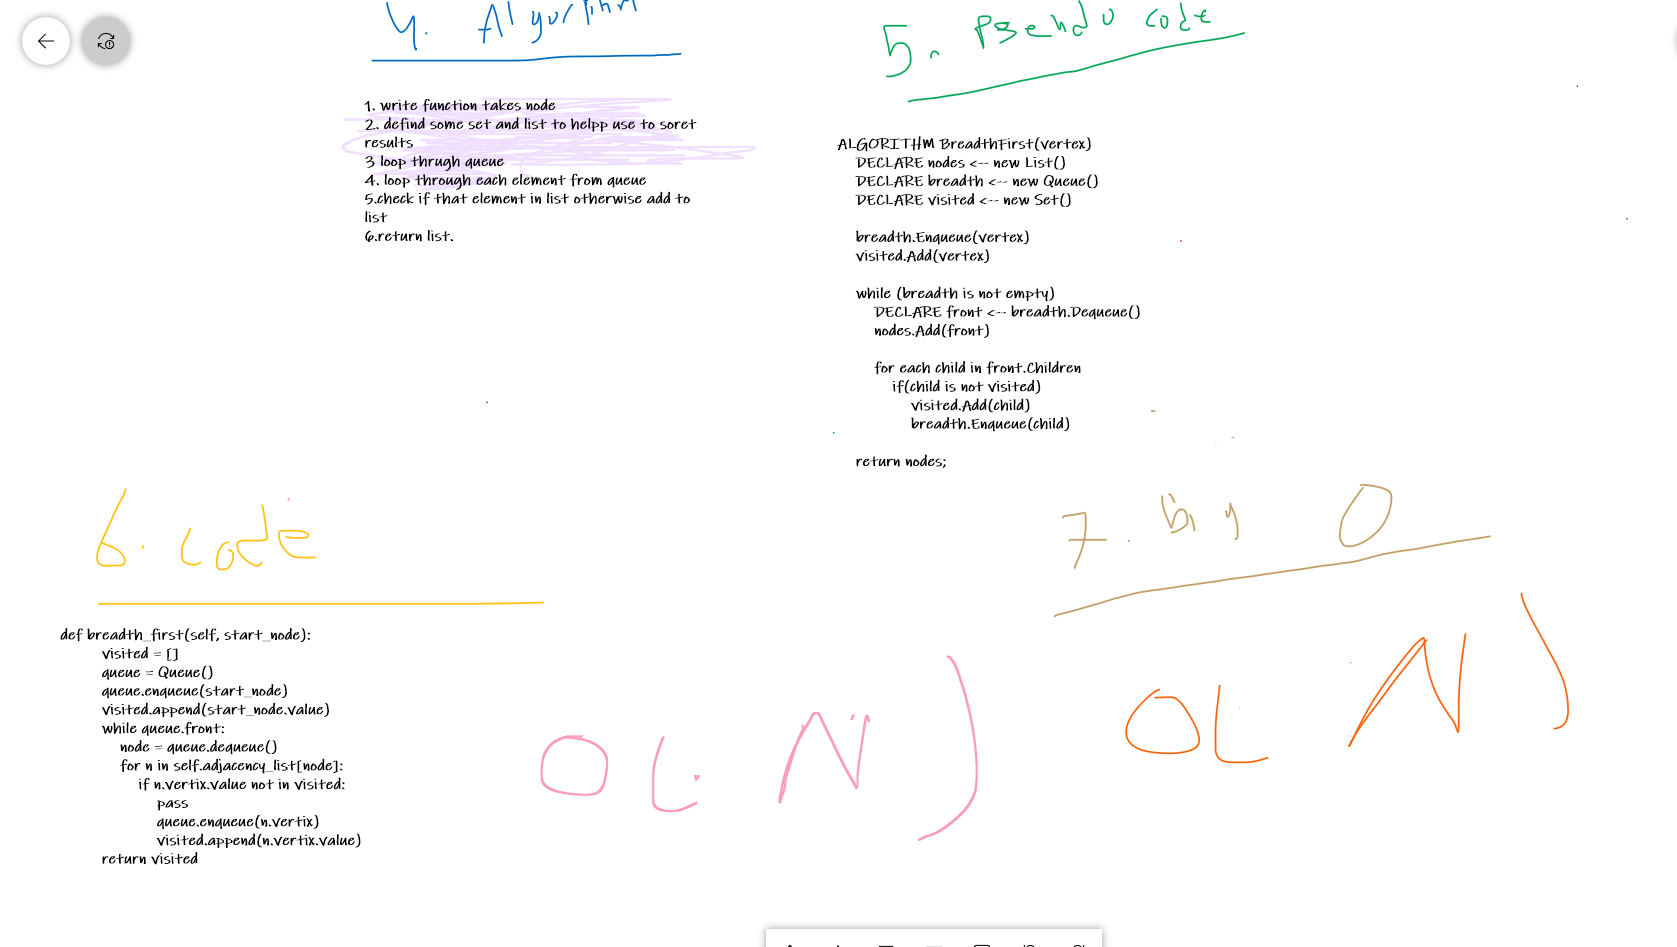 4. Algorithm
1. write function takes node
2. defind some set and list to helpp use to soret
results
3 loop thrugh queue
4. loop through each element from queue
5.check if that element in list otherwise add to
list
6.return list.
5. Pseudo code
ALGORITHM BreadthFirst(vertex)
DECLARE nodes <-- new List()
DECLARE breadth <-- new Queue()
DECLARE visited <-- new Set()
breadth.Enqueue(vertex)
visited.Add(vertex)
while (breadth is not empty)
DECLARE front <-- breadth.Dequeue()
nodes.Add(front)
for each child in front.Children
if(child is not visited)
visited.Add(child)
breadth.Enqueue(child)
return nodes;
6. code
def breadth_first(self, start_node):
visited = []
queue = Queue()
queue.enqueue(start_node)
visited.append(start_node.value)
while queue.front:
node = queue.dequeue()
for n in self.adjacency_list[node]:
if n.vertix.value not in visited:
pass
queue.enqueue(n.vertix)
visited.append(n.vertix.value)
return visited
O( N )
7. big O
O( N )